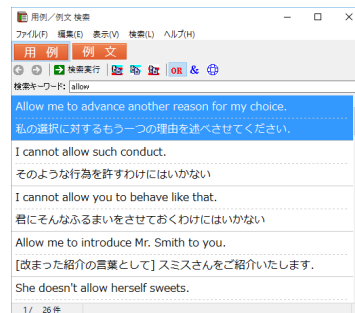 用例／例文 検索
ファイル(F) 編集(E) 表示(V) 検索(L) ヘルプ(H)
用 例 例 文
検索実行 OR &
検索キーワード: allow
Allow me to advance another reason for my choice.
私の選択に対するもう一つの理由を述べさせてください.
I cannot allow such conduct.
そのような行為を許すわけにはいかない
I cannot allow you to behave like that.
君にそんなふるまいをさせておくわけにはいかない
Allow me to introduce Mr. Smith to you.
[改まった紹介の言葉として] スミスさんをご紹介いたします.
She doesn't allow herself sweets.
1/ 26 件